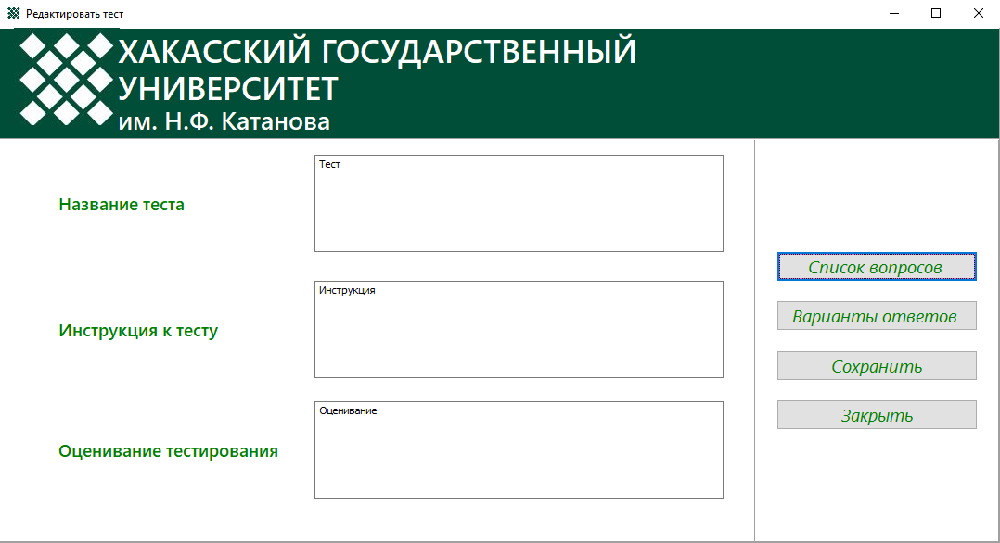 Редактировать тест
ХАКАССКИЙ ГОСУДАРСТВЕННЫЙ
УНИВЕРСИТЕТ
им. Н.Ф. Катанова
Название теста
Тест
Инструкция к тесту
Инструкция
Оценивание тестирования
Оценивание
Список вопросов
Варианты ответов
Сохранить
Закрыть